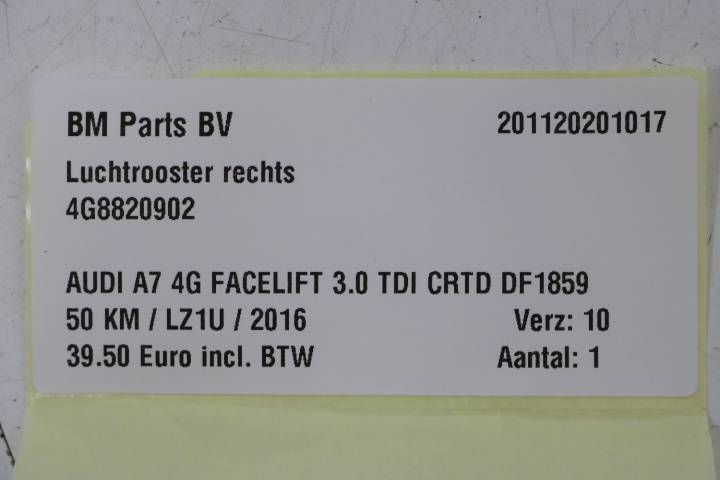 BM Parts BV 201120201017
Luchtrooster rechts
4G8820902
AUDI A7 4G FACELIFT 3.0 TDI CRTD DF1859
50 KM / LZ1U / 2016 Verz: 10
39.50 Euro incl. BTW Aantal: 1